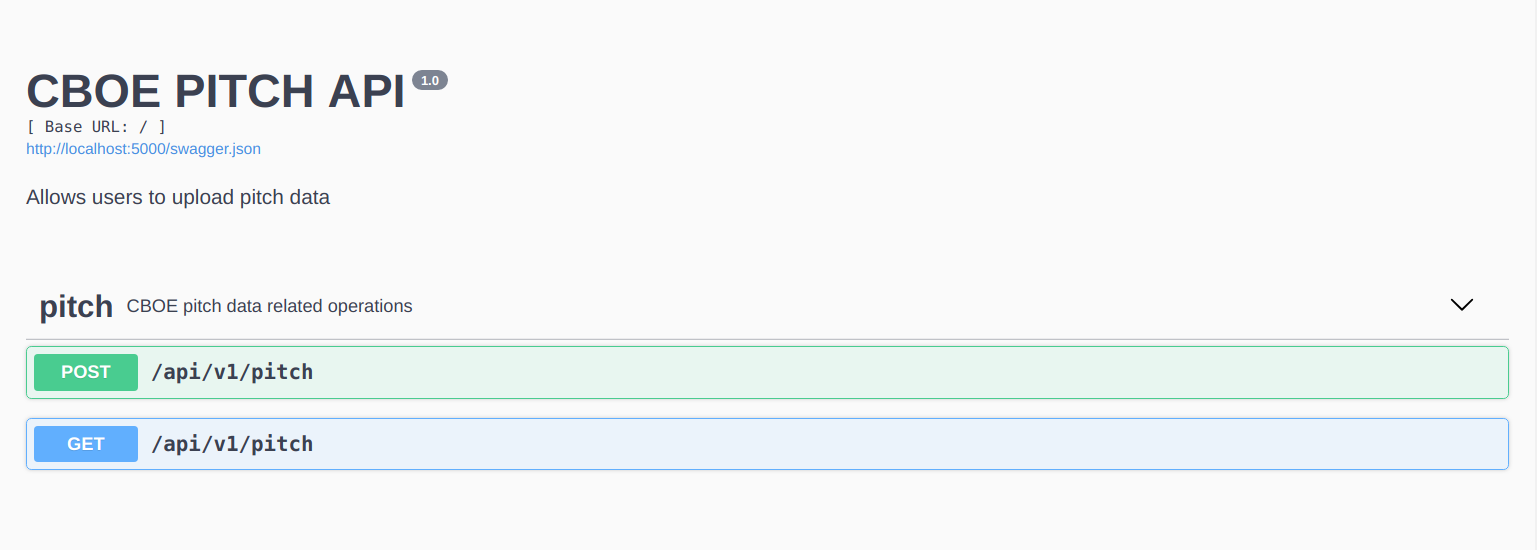 CBOE PITCH API 1.0
[ Base URL: / ]
http://localhost:5000/swagger.json
Allows users to upload pitch data
pitch CBOE pitch data related operations
POST /api/v1/pitch
GET /api/v1/pitch